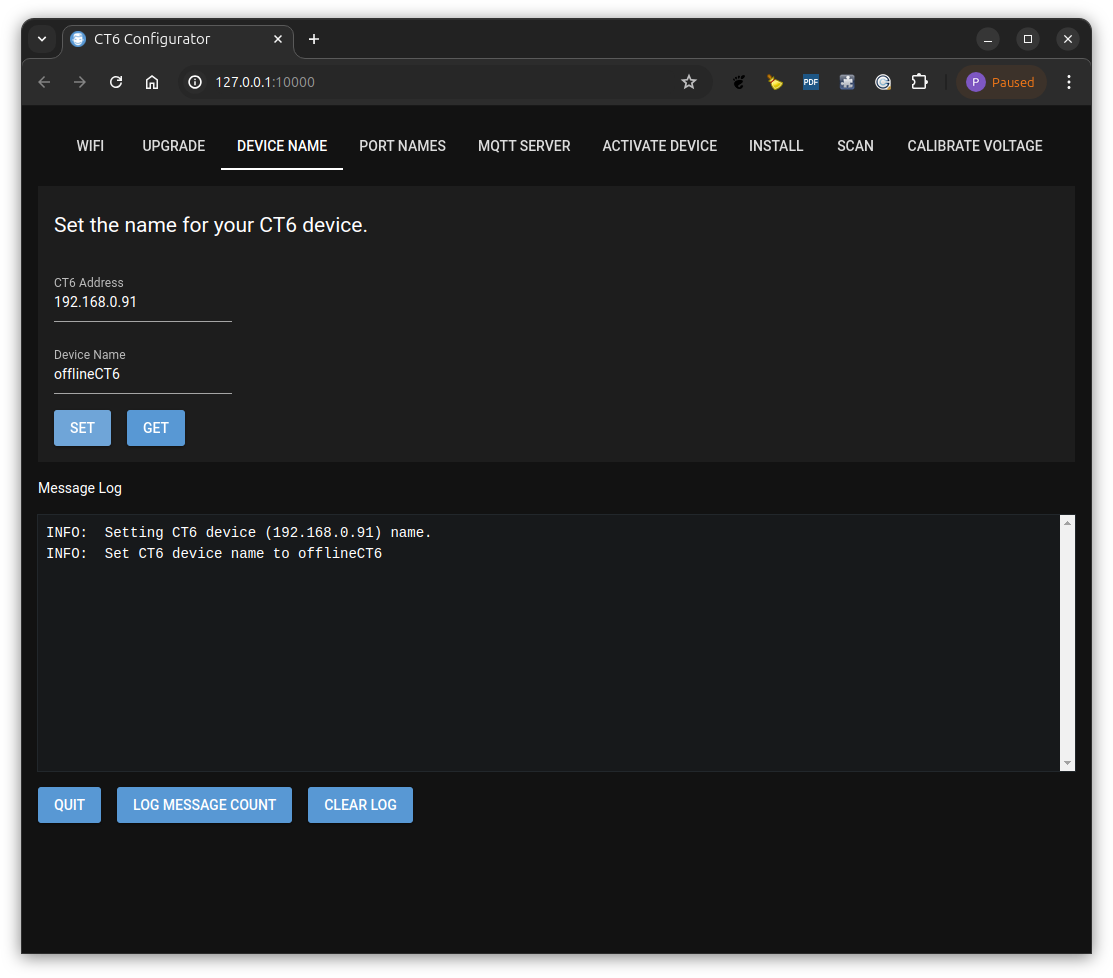 CT6 Configurator
127.0.0.1:10000
PDF
P Paused
WIFI UPGRADE DEVICE NAME PORT NAMES MQTT SERVER ACTIVATE DEVICE INSTALL SCAN CALIBRATE VOLTAGE
Set the name for your CT6 device.
CT6 Address
192.168.0.91
Device Name
offlineCT6
SET GET
Message Log
INFO:  Setting CT6 device (192.168.0.91) name.
INFO:  Set CT6 device name to offlineCT6
QUIT LOG MESSAGE COUNT CLEAR LOG